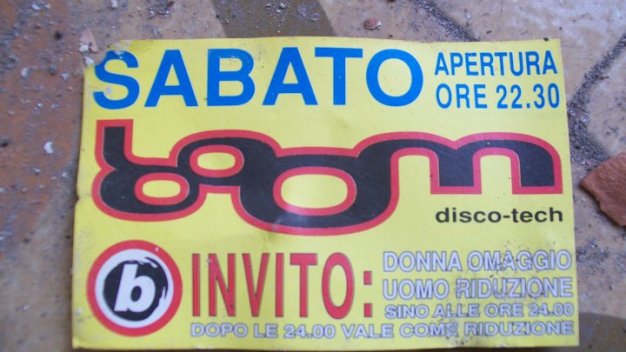 SABATO
APERTURA
ORE 22.30
boom
disco-tech
b
INVITO:
DONNA OMAGGIO
UOMO RIDUZIONE
SINO ALLE ORE 24.00
DOPO LE 24.00 VALE COME RIDUZIONE